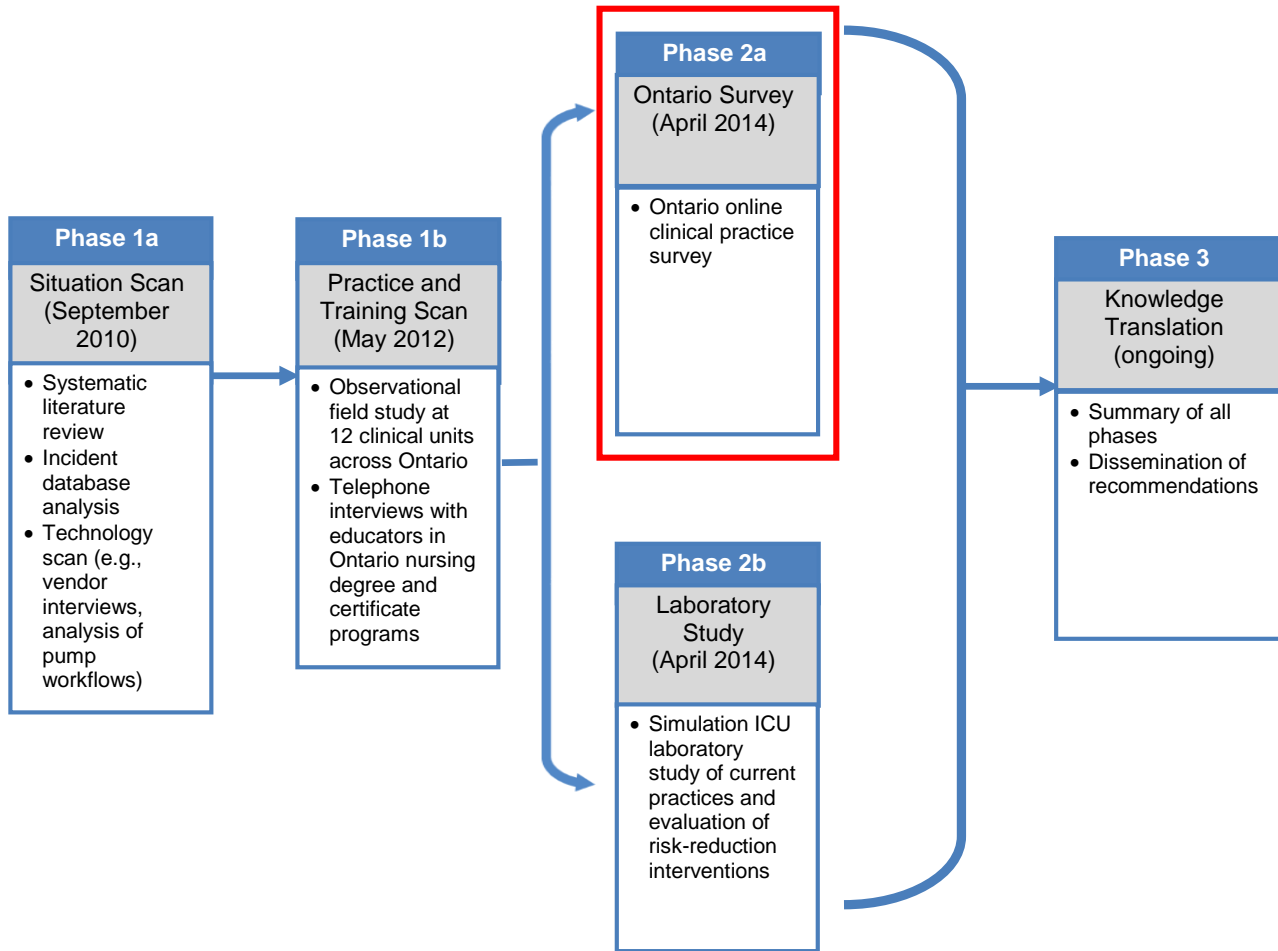 Phase 1a
Situation Scan
(September
2010)
• Systematic
literature
review
• Incident
database
analysis
• Technology
scan (e.g.,
vendor
interviews,
analysis of
pump
workflows)
Phase 1b
Practice and
Training Scan
(May 2012)
• Observational
field study at
12 clinical units
across Ontario
• Telephone
interviews with
educators in
Ontario nursing
degree and
certificate
programs
Phase 2a
Ontario Survey
(April 2014)
• Ontario online
clinical practice
survey
Phase 2b
Laboratory
Study
(April 2014)
• Simulation ICU
laboratory
study of current
practices and
evaluation of
risk-reduction
interventions
Phase 3
Knowledge
Translation
(ongoing)
• Summary of all
phases
• Dissemination of
recommendations